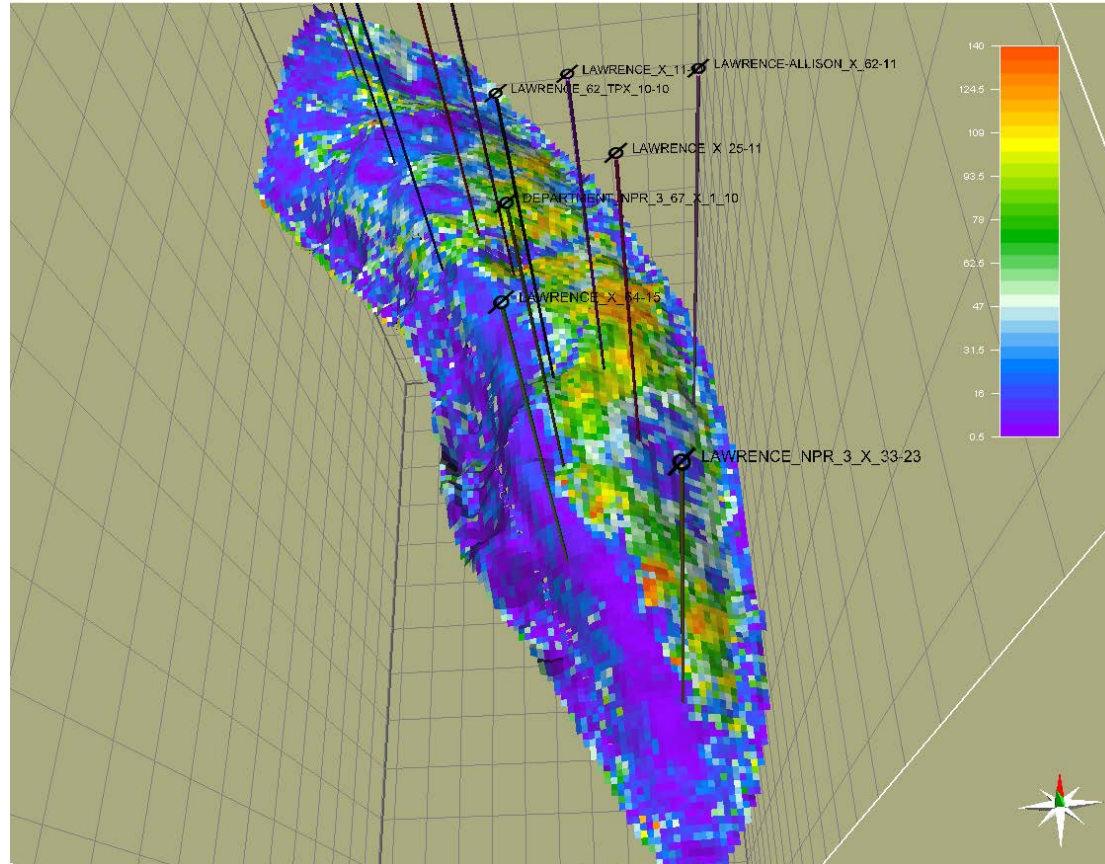 LAWRENCE_X_11-
LAWRENCE-ALLISON_X_62-11
LAWRENCE_62_TPX_10-10
LAWRENCE_X_25-11
DEPARTMENT_NPR_3_67_X_1_10
LAWRENCE_X_64-15
LAWRENCE_NPR_3_X_33-23
140
124.5
109
93.5
78
62.5
47
31.5
16
0.5